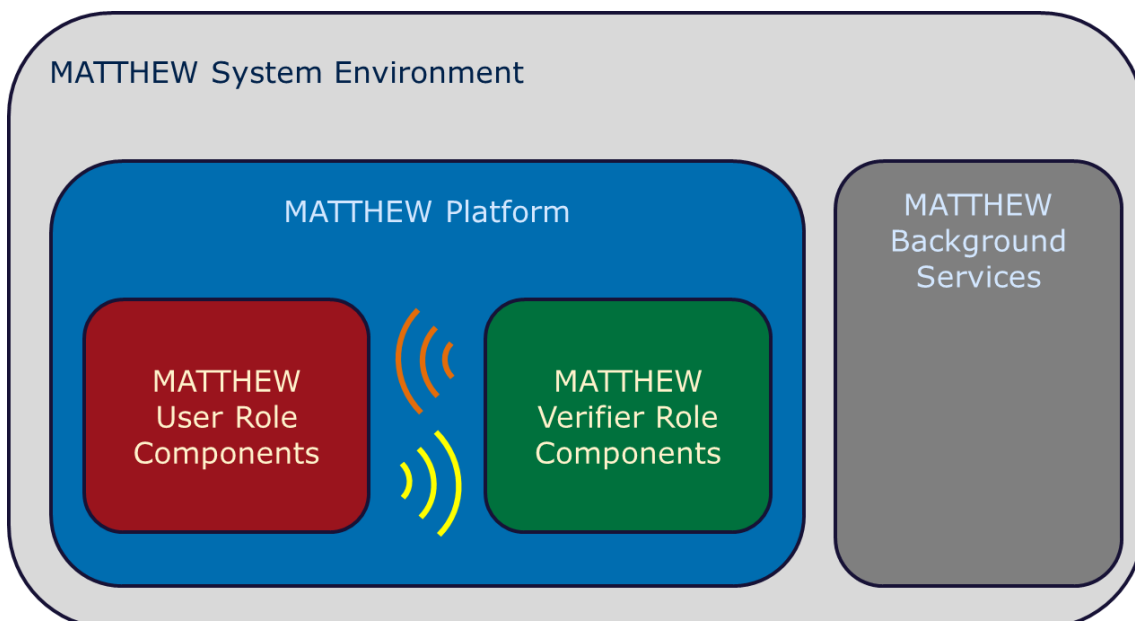 MATTHEW System Environment
MATTHEW Platform
MATTHEW
Background
Services
MATTHEW
User Role
Components
MATTHEW
Verifier Role
Components